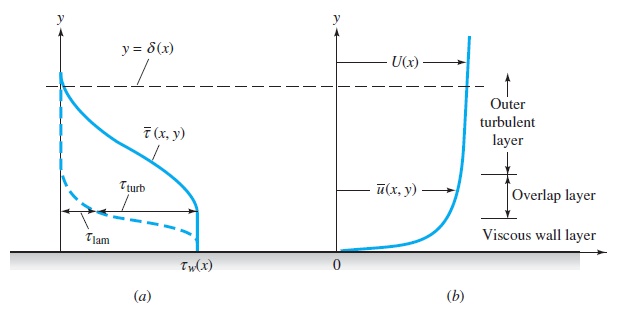 y
y = δ(x)
τ̅ (x, y)
τturb
τlam
τw(x)
(a)
y
U(x)
u̅(x, y)
Outer
turbulent
layer
Overlap layer
Viscous wall layer
0
(b)